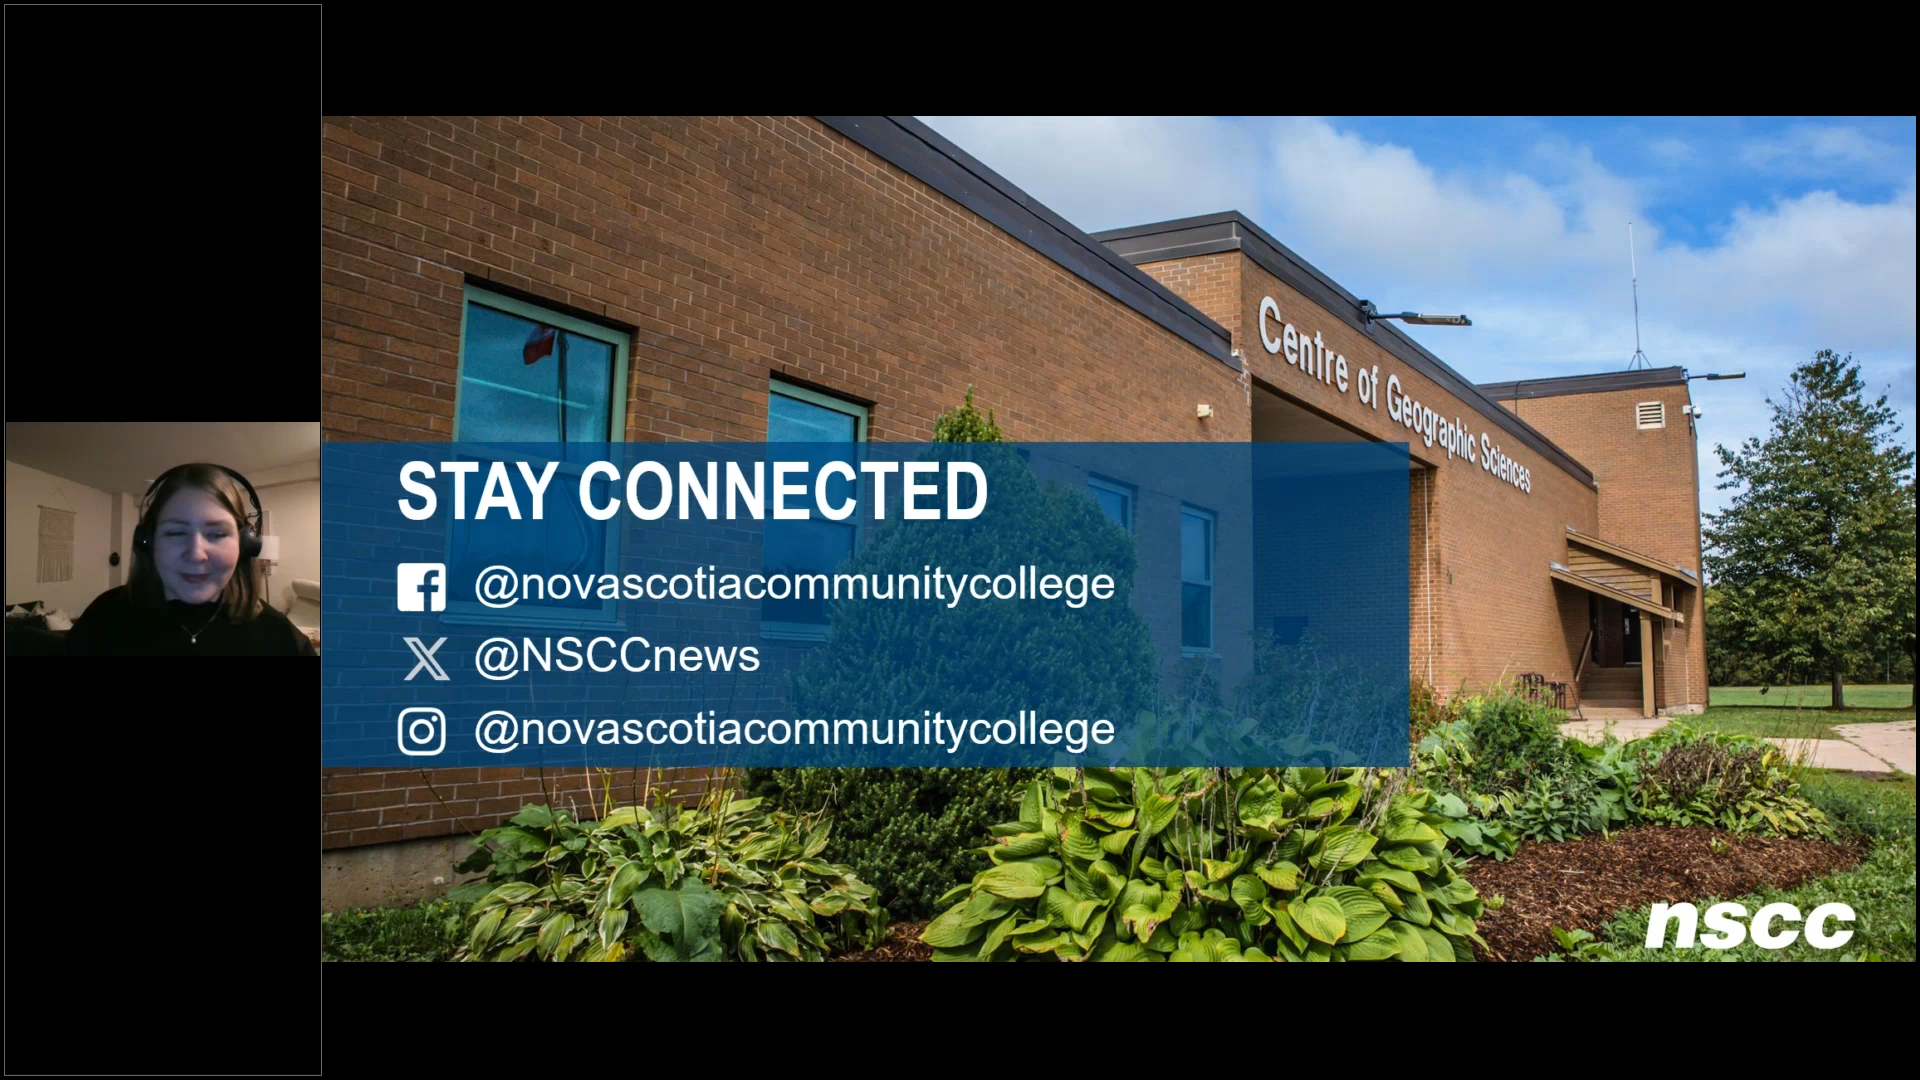 Centre of Geographic Sciences
STAY CONNECTED
@novascotiacommunitycollege
@NSCCnews
@novascotiacommunitycollege
nscc